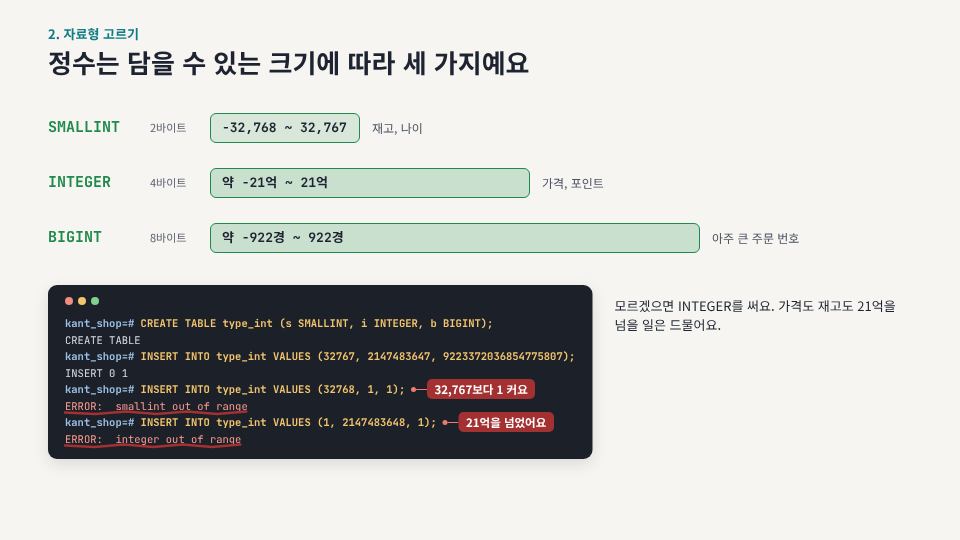 2. 자료형 고르기
정수는 담을 수 있는 크기에 따라 세 가지예요
SMALLINT 2바이트 -32,768 ~ 32,767 재고, 나이
INTEGER 4바이트 약 -21억 ~ 21억 가격, 포인트
BIGINT 8바이트 약 -922경 ~ 922경 아주 큰 주문 번호
kant_shop=# CREATE TABLE type_int (s SMALLINT, i INTEGER, b BIGINT);
CREATE TABLE
kant_shop=# INSERT INTO type_int VALUES (32767, 2147483647, 9223372036854775807);
INSERT 0 1
kant_shop=# INSERT INTO type_int VALUES (32768, 1, 1); 32,767보다 1 커요
ERROR:  smallint out of range
kant_shop=# INSERT INTO type_int VALUES (1, 2147483648, 1); 21억을 넘었어요
ERROR:  integer out of range
모르겠으면 INTEGER를 써요. 가격도 재고도 21억을
넘을 일은 드물어요.